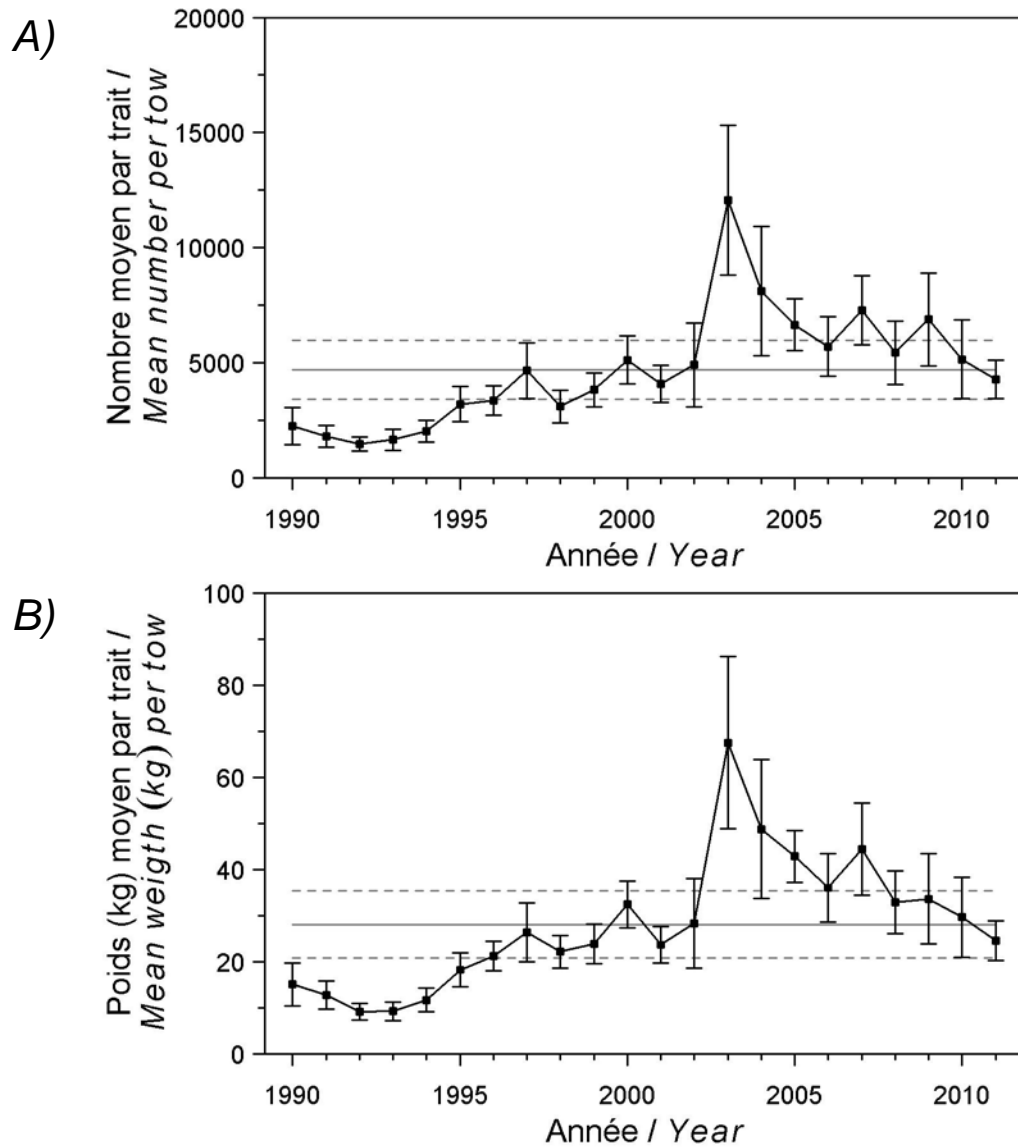 A)
Nombre moyen par trait /
Mean number per tow
20000
15000
10000
5000
0
1990 1995 2000 2005 2010
Année / Year
B)
Poids (kg) moyen par trait /
Mean weigth (kg) per tow
100
80
60
40
20
0
1990 1995 2000 2005 2010
Année / Year